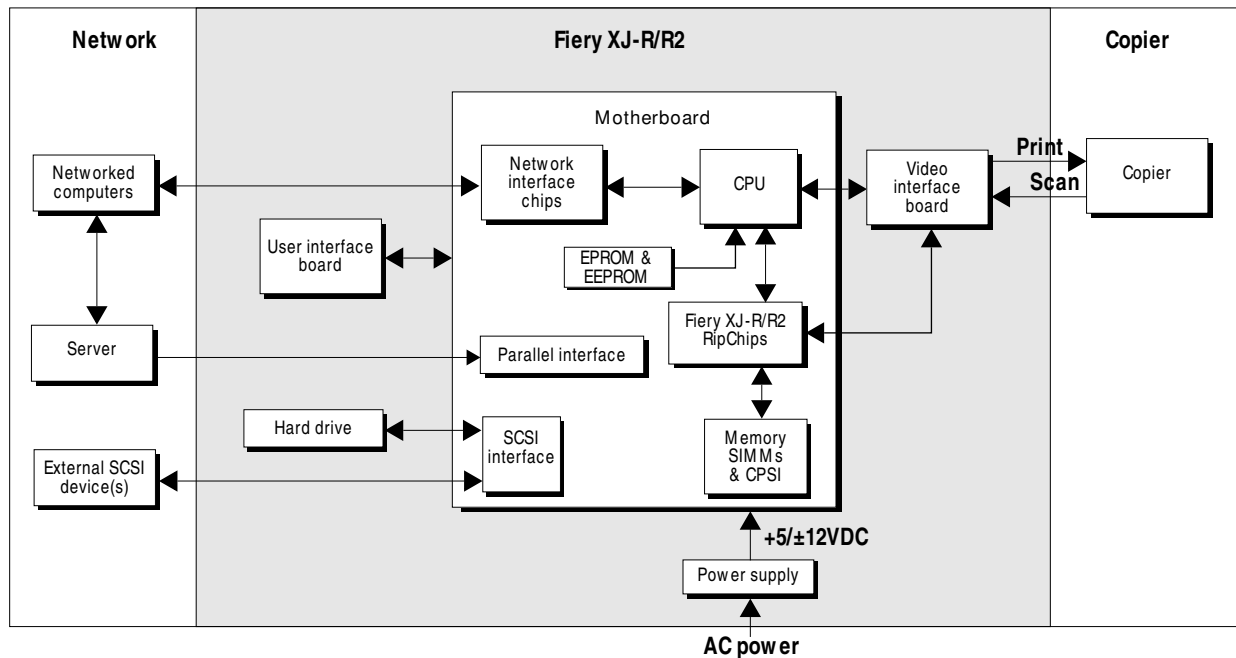 Network
Fiery XJ-R/R2
Copier
Motherboard
Networked
computers
Network
interface
chips
CPU
Video
interface
board
Print
Scan
Copier
User interface
board
EPROM &
EEPROM
Server
Parallel interface
Fiery XJ-R/R2
RipChips
Hard drive
SCSI
interface
Memory
SIMMs
& CPSI
External SCSI
device(s)
+5/±12VDC
Power supply
AC power